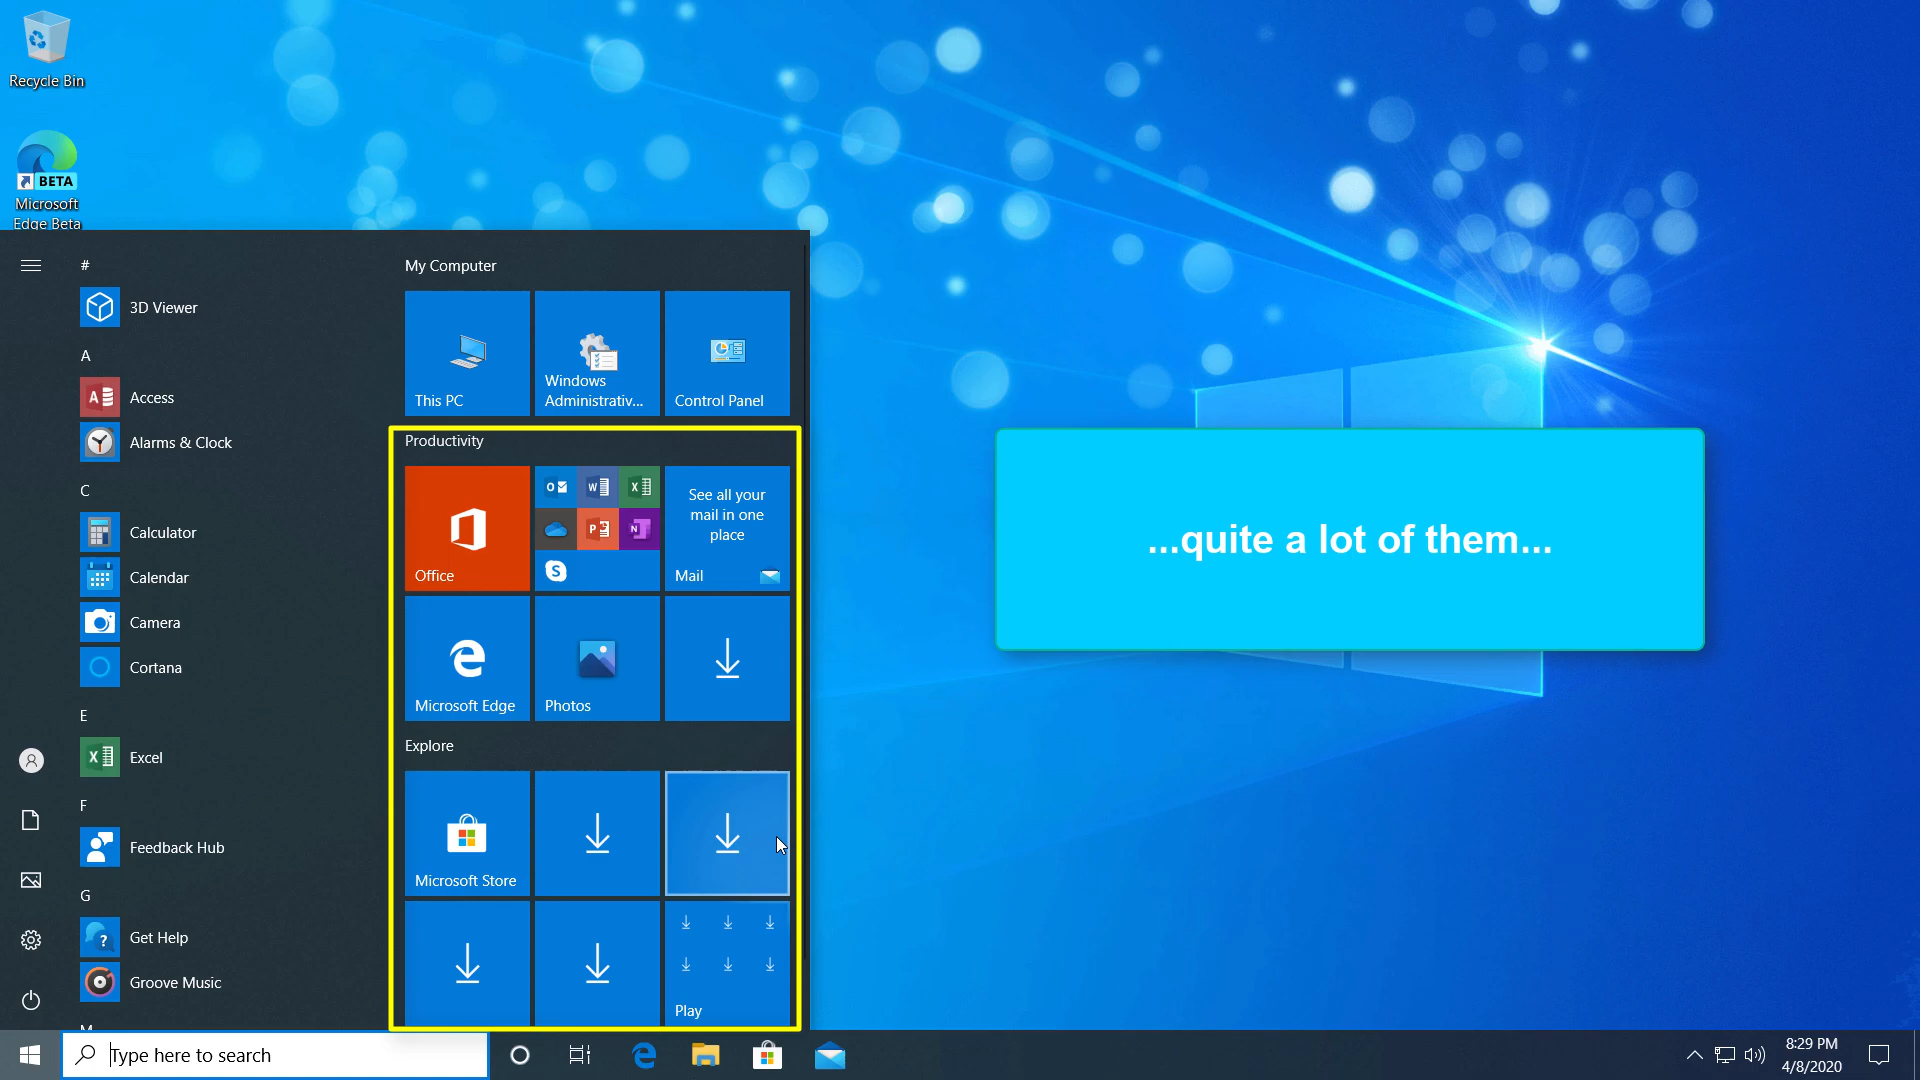 Recycle Bin
BETA
Microsoft
Edge Beta
#
3D Viewer
A
Access
Alarms & Clock
C
Calculator
Calendar
Camera
Cortana
E
Excel
F
Feedback Hub
G
Get Help
Groove Music
M
My Computer
This PC
Windows
Administrativ...
Control Panel
Productivity
Office
See all your
mail in one
place
Mail
Microsoft Edge
Photos
Explore
Microsoft Store
Play
...quite a lot of them...
Type here to search
8:29 PM
4/8/2020